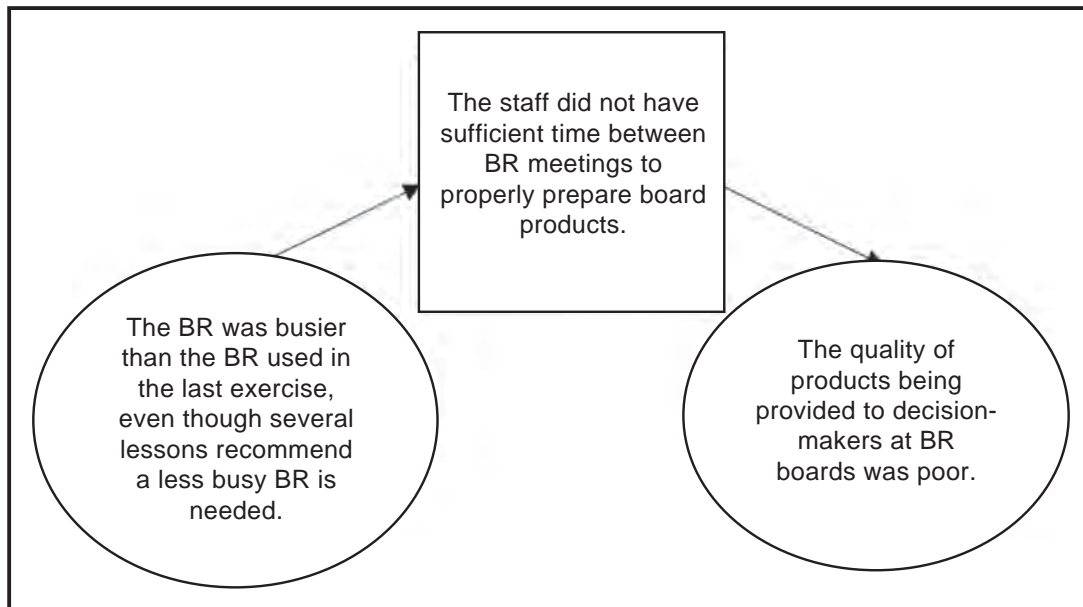 The BR was busier
than the BR used in
the last exercise,
even though several
lessons recommend
a less busy BR is
needed.
The staff did not have
sufficient time between
BR meetings to
properly prepare board
products.
The quality of
products being
provided to decision-
makers at BR
boards was poor.